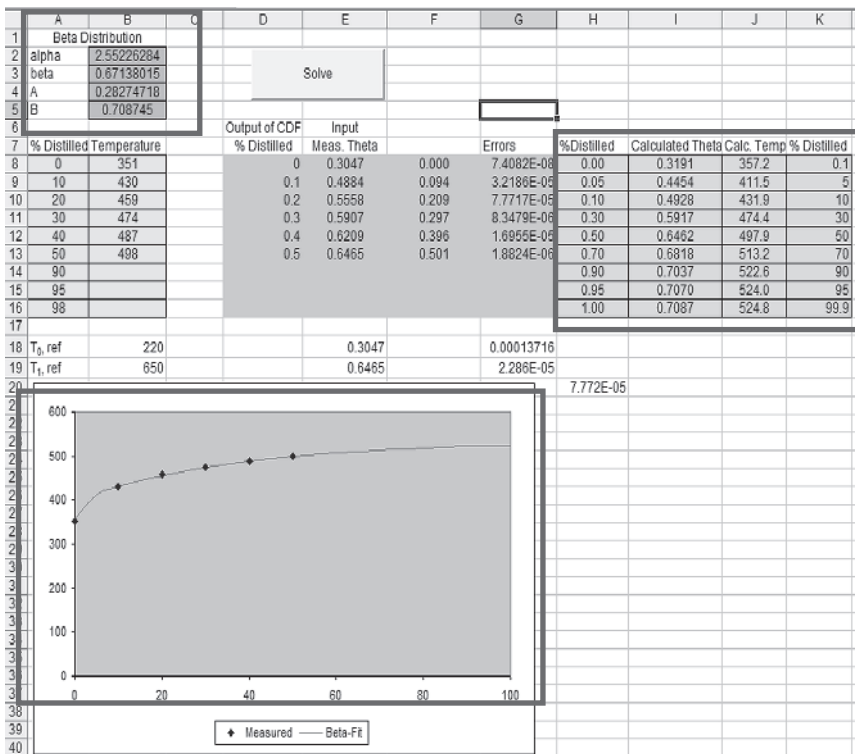 A B C D E F G H I J K
1 Beta Distribution
2 alpha 2.55226284
3 beta 0.67138015 Solve
4 A 0.28274718
5 B 0.708745
6 Output of CDF Input
7 % Distilled Temperature % Distilled Meas. Theta Errors %Distilled Calculated Theta Calc. Temp % Distilled
8 0 351 0 0.3047 0.000 7.4082E-08 0.00 0.3191 357.2 0.1
9 10 430 0.1 0.4884 0.094 3.2186E-05 0.05 0.4454 411.5 5
10 20 459 0.2 0.5558 0.209 7.7717E-05 0.10 0.4928 431.9 10
11 30 474 0.3 0.5907 0.297 8.3479E-06 0.30 0.5917 474.4 30
12 40 487 0.4 0.6209 0.396 1.6955E-05 0.50 0.6462 497.9 50
13 50 498 0.5 0.6465 0.501 1.8824E-06 0.70 0.6818 513.2 70
14 90 0.90 0.7037 522.6 90
15 95 0.95 0.7070 524.0 95
16 98 1.00 0.7087 524.8 99.9
17
18 T₀, ref 220 0.3047 0.00013716
19 T₁, ref 650 0.6465 2.286E-05
20 7.772E-05
600
500
400
300
200
100
0
0 20 40 60 80 100
38
39 Measured Beta-Fit
40